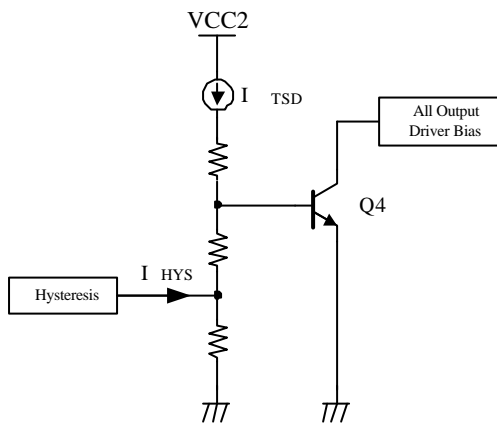 VCC2
I TSD
All Output
Driver Bias
Q4
I HYS
Hysteresis